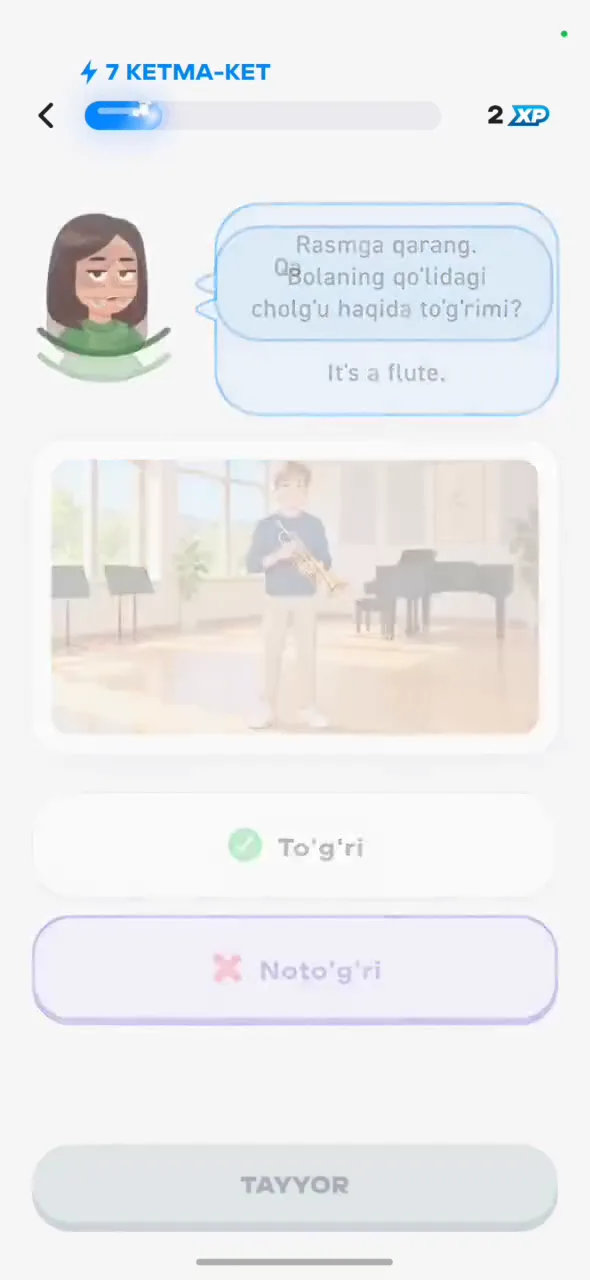 7 KETMA-KET
2 XP
Rasmga qarang.
Bolaning qo'lidagi
cholg'u haqida to'g'rimi?
It's a flute.
To'g'ri
Noto'g'ri
TAYYOR